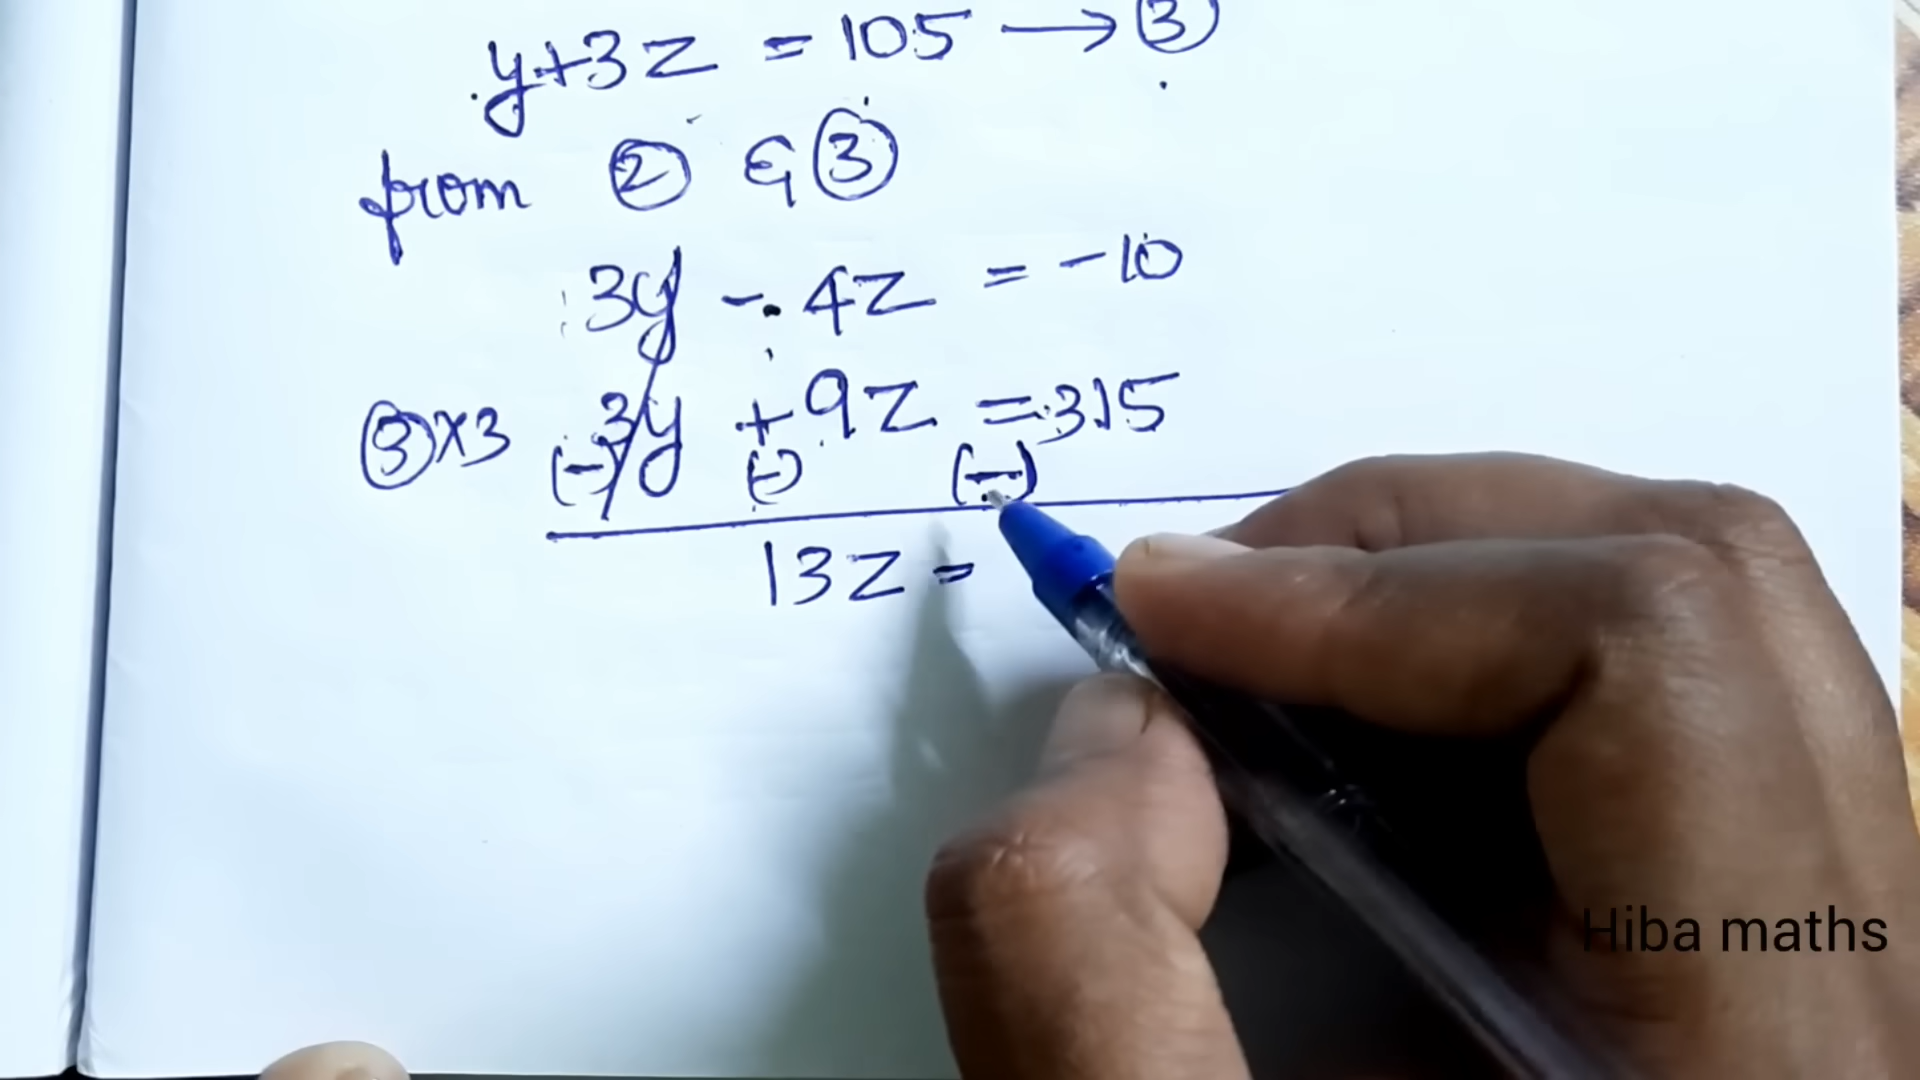 y+3z = 105 → ③
from ② & ③
3y - 4z = -10
③×3 3y + 9z = 315
(-) (-) (-)
13z =
Hiba maths